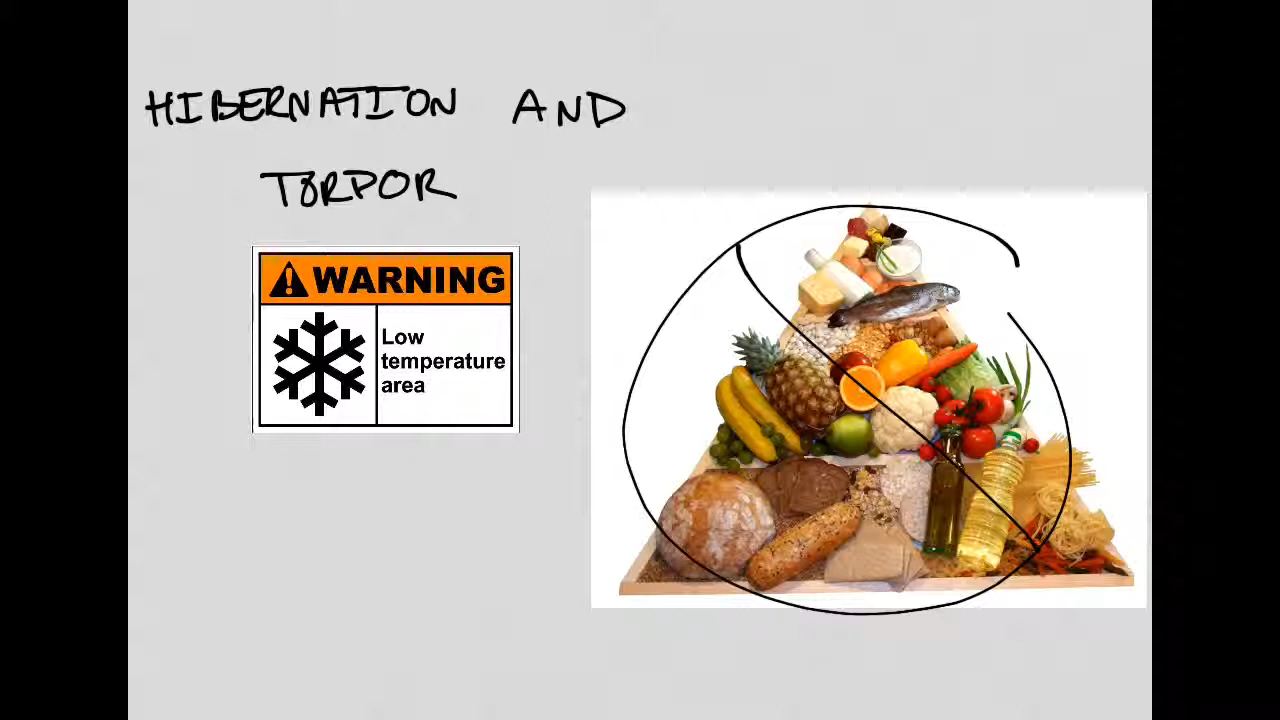 HIBERNATION AND
TORPOR
WARNING
Low
temperature
area